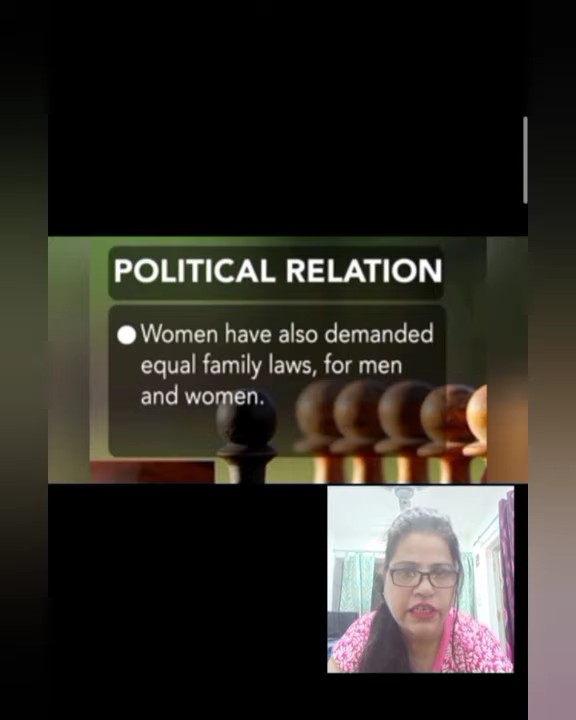 POLITICAL RELATION
Women have also demanded
equal family laws, for men
and women.